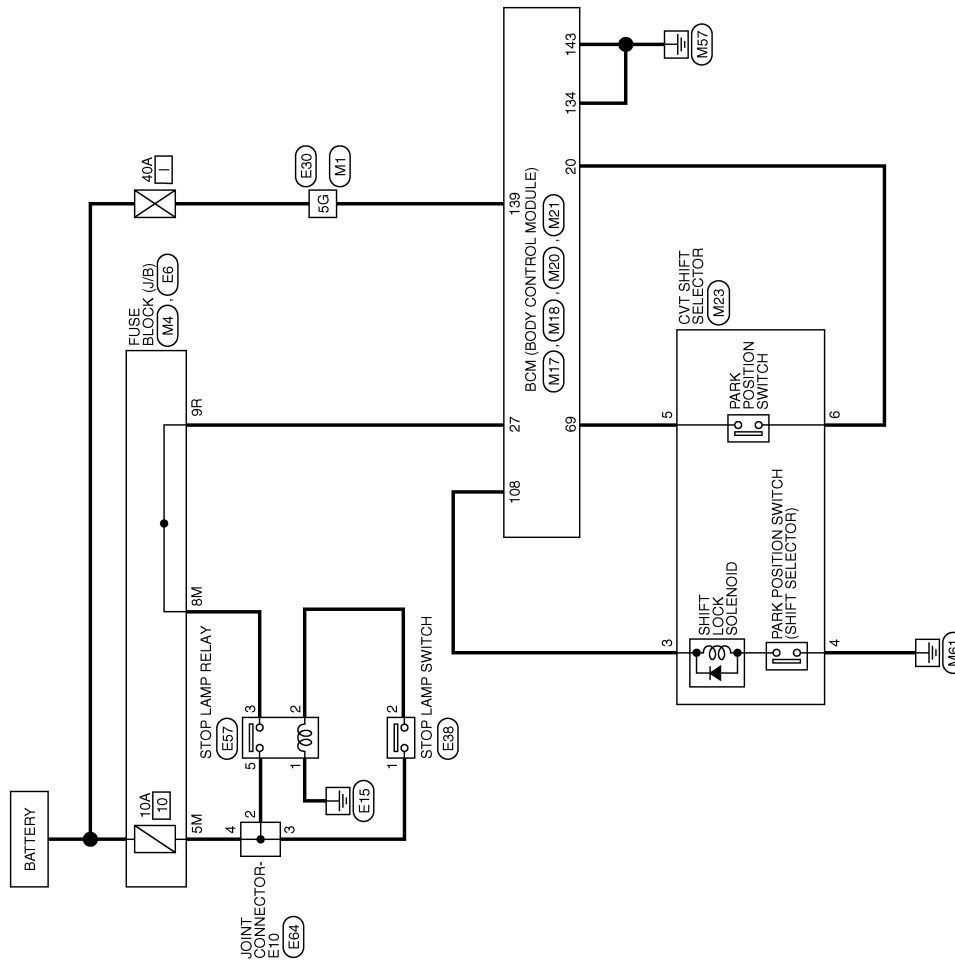 BATTERY
10A
10
5M
8M
9R
FUSE
BLOCK (J/B)
M4 , E6
40A
I
5G
E30
M1
JOINT
CONNECTOR-
E10
E64
4
2
3
STOP LAMP RELAY
E57
5
3
1
2
E15
1
2
STOP LAMP SWITCH
E38
108
27
139
BCM (BODY CONTROL MODULE)
M17 , M18 , M20 , M21
69
20
134
143
M57
CVT SHIFT
SELECTOR
M23
3
5
SHIFT
LOCK
SOLENOID
PARK POSITION SWITCH
(SHIFT SELECTOR)
PARK
POSITION
SWITCH
4
6
M61